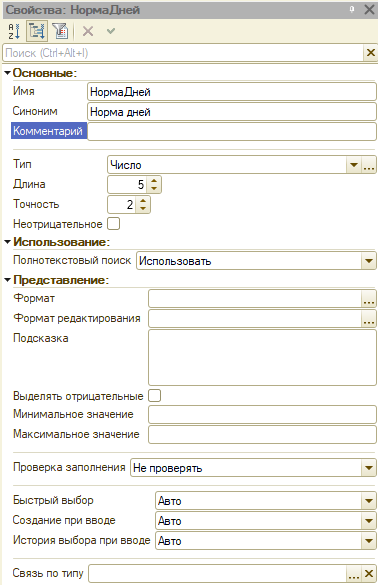 Свойства: НормаДней
Поиск (Ctrl+Alt+I)
Основные:
Имя НормаДней
Синоним Норма дней
Комментарий
Тип Число
Длина 5
Точность 2
Неотрицательное
Использование:
Полнотекстовый поиск Использовать
Представление:
Формат
Формат редактирования
Подсказка
Выделять отрицательные
Минимальное значение
Максимальное значение
Проверка заполнения Не проверять
Быстрый выбор Авто
Создание при вводе Авто
История выбора при вводе Авто
Связь по типу